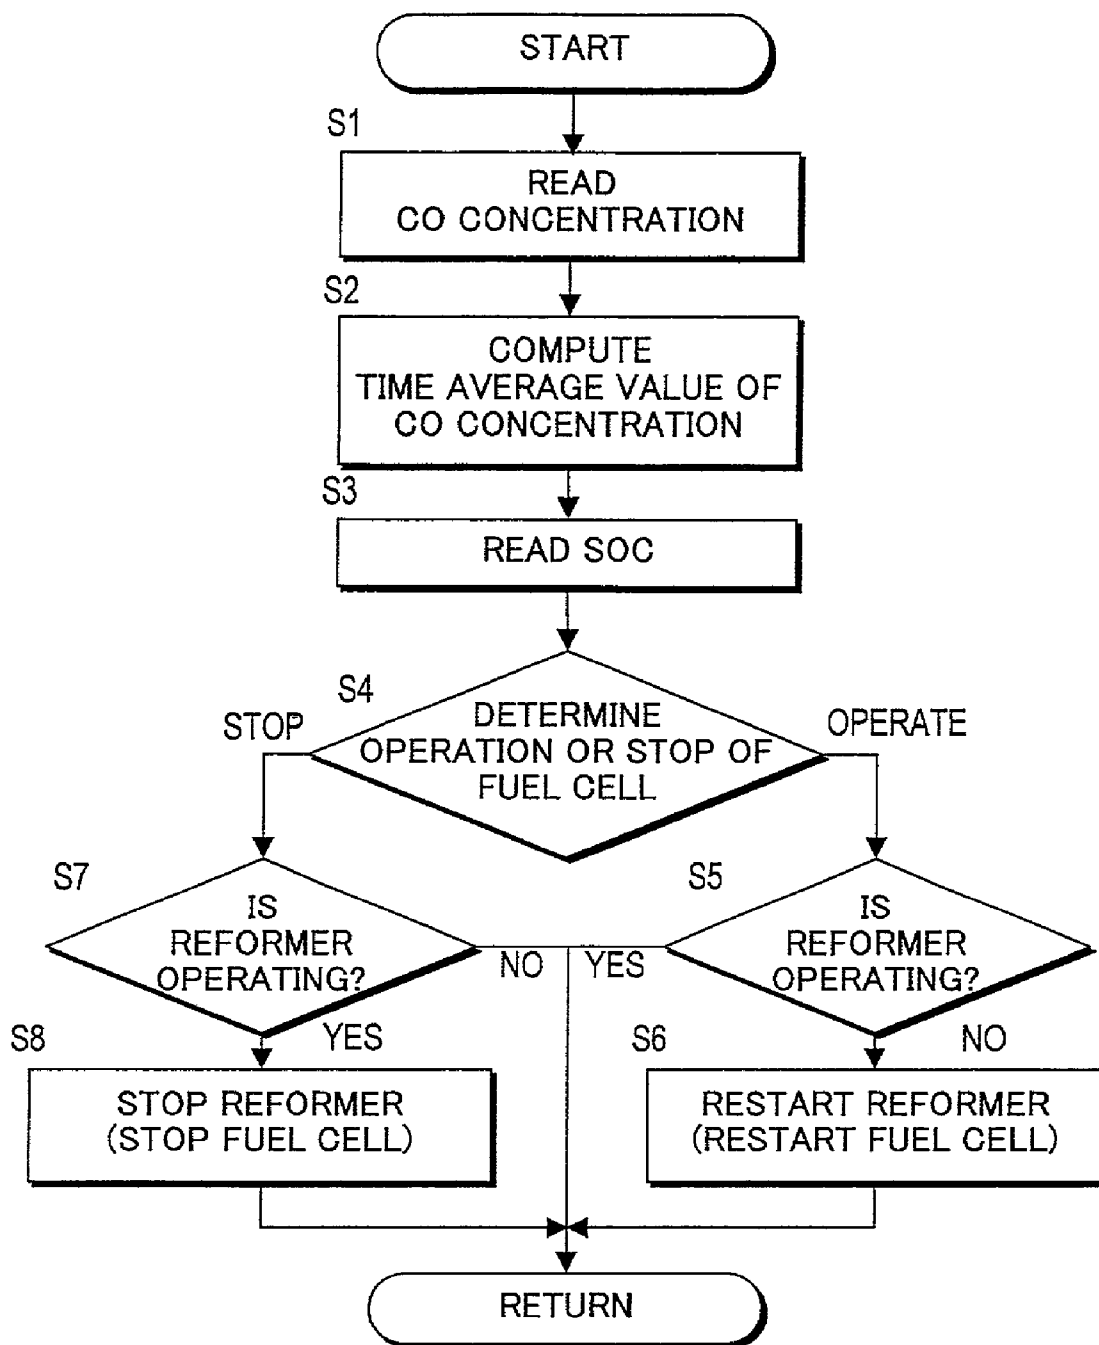 START
S1
READ
CO CONCENTRATION
S2
COMPUTE
TIME AVERAGE VALUE OF
CO CONCENTRATION
S3
READ SOC
S4
STOP
DETERMINE
OPERATION OR STOP OF
FUEL CELL
OPERATE
S7
IS
REFORMER
OPERATING?
NO
YES
S5
IS
REFORMER
OPERATING?
S8
YES
STOP REFORMER
(STOP FUEL CELL)
S6
NO
RESTART REFORMER
(RESTART FUEL CELL)
RETURN